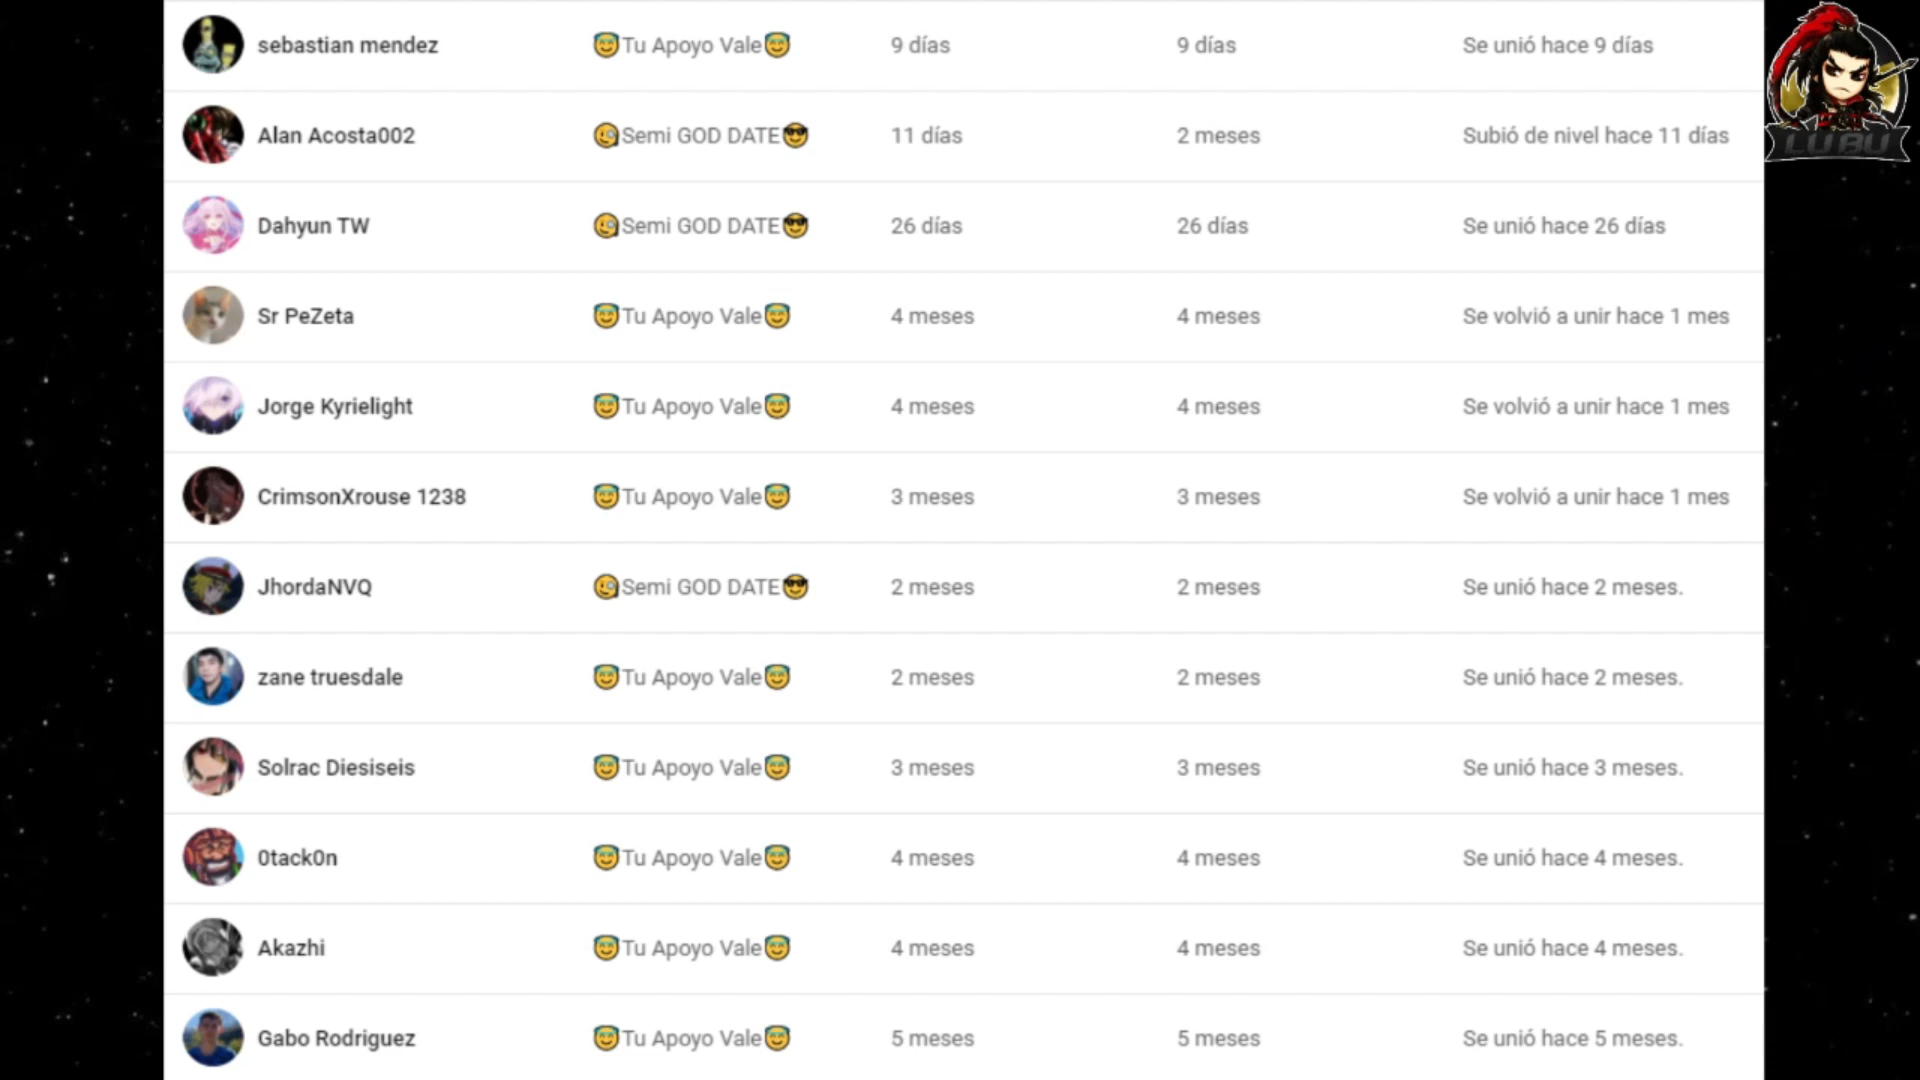 sebastian mendez 😇Tu Apoyo Vale😇 9 días 9 días Se unió hace 9 días
Alan Acosta002 🧐Semi GOD DATE😎 11 días 2 meses Subió de nivel hace 11 días
Dahyun TW 🧐Semi GOD DATE😎 26 días 26 días Se unió hace 26 días
Sr PeZeta 😇Tu Apoyo Vale😇 4 meses 4 meses Se volvió a unir hace 1 mes
Jorge Kyrielight 😇Tu Apoyo Vale😇 4 meses 4 meses Se volvió a unir hace 1 mes
CrimsonXrouse 1238 😇Tu Apoyo Vale😇 3 meses 3 meses Se volvió a unir hace 1 mes
JhordaNVQ 🧐Semi GOD DATE😎 2 meses 2 meses Se unió hace 2 meses.
zane truesdale 😇Tu Apoyo Vale😇 2 meses 2 meses Se unió hace 2 meses.
Solrac Diesiseis 😇Tu Apoyo Vale😇 3 meses 3 meses Se unió hace 3 meses.
0tack0n 😇Tu Apoyo Vale😇 4 meses 4 meses Se unió hace 4 meses.
Akazhi 😇Tu Apoyo Vale😇 4 meses 4 meses Se unió hace 4 meses.
Gabo Rodriguez 😇Tu Apoyo Vale😇 5 meses 5 meses Se unió hace 5 meses.
LU BU